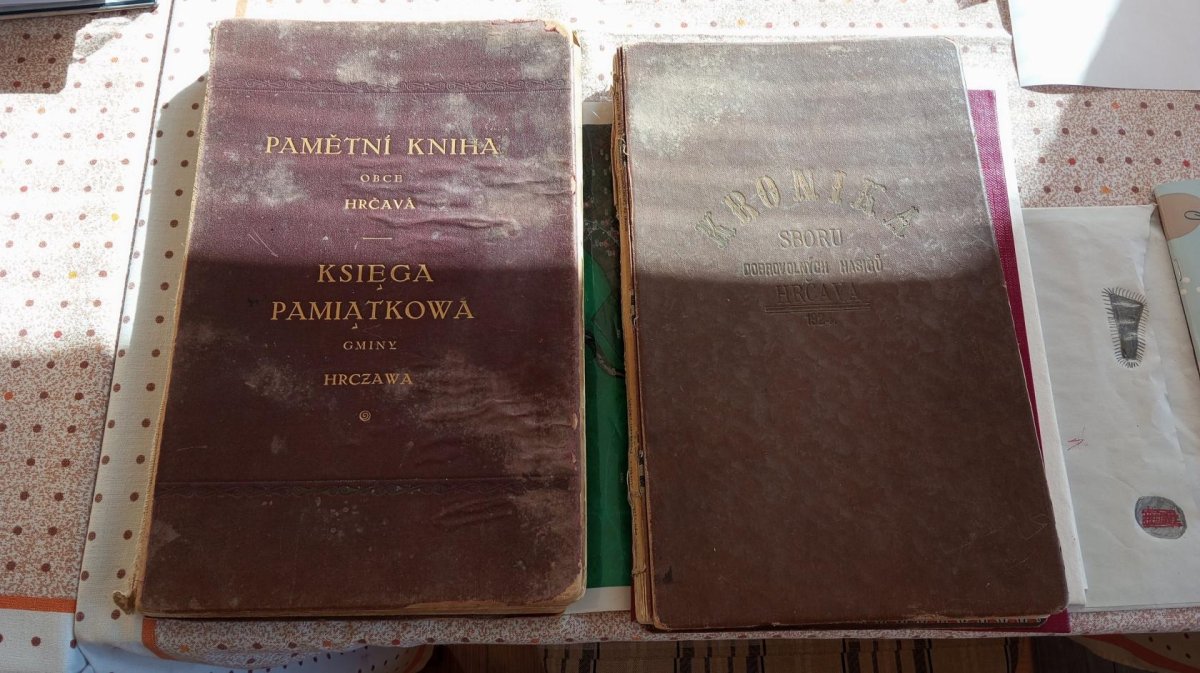 PAMĚTNÍ KNIHA
OBCE
HRČAVÁ
KSIĘGA
PAMIĄTKOWA
GMINY
HRCZAWA
KRONIKA
SBORU
DOBROVOLNÝCH HASIČŮ
HRČAVA